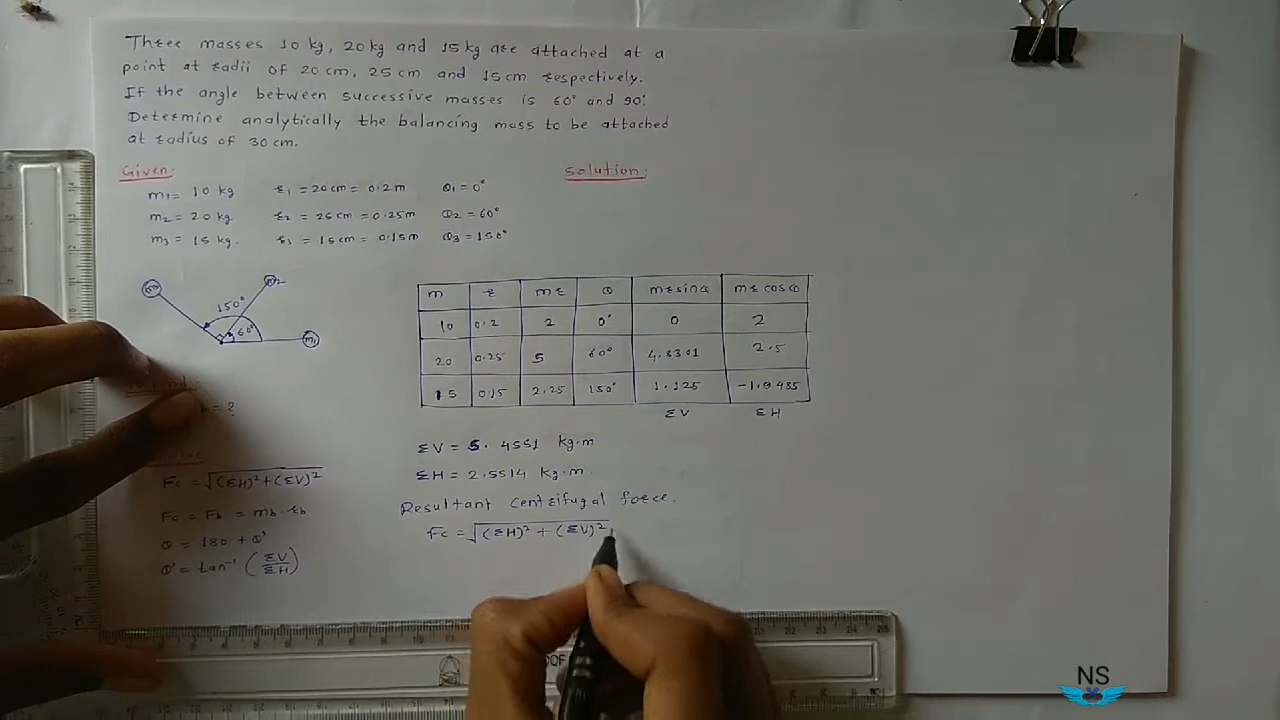 Three masses 10 kg, 20 kg and 15 kg are attached at a
point at radii of 20 cm, 25 cm and 15 cm respectively.
If the angle between successive masses is 60° and 90°.
Determine analytically the balancing mass to be attached
at radius of 30 cm.
Given:
m1 = 10 kg r1 = 20 cm = 0.2 m θ1 = 0°
m2 = 20 kg r2 = 25 cm = 0.25 m θ2 = 60°
m3 = 15 kg. r3 = 15 cm = 0.15 m θ3 = 150°
m2
150°
60°
m1
b = ?
Fc = √(ΣH)² + (ΣV)²
Fc = Fb = mb . rb
θ = 180 + θ'
θ' = tan⁻¹ (ΣV/ΣH)
Solution:
m r mr θ mr sinθ mr cosθ
10 0.2 2 0° 0 2
20 0.25 5 60° 4.3301 2.5
15 0.15 2.25 150° 1.125 -1.9485
ΣV ΣH
ΣV = 5.4551 kg.m
ΣH = 2.5514 kg.m.
Resultant centrifugal force.
Fc = √(ΣH)² + (ΣV)²
NS